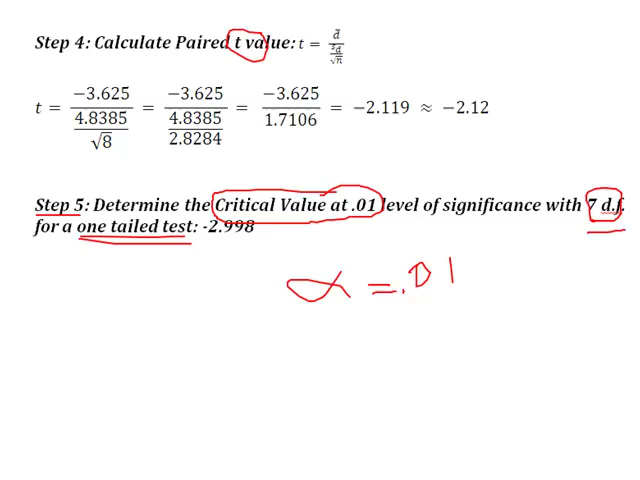 Step 4: Calculate Paired t value: t = d̄ / (s_d / √n)
t = −3.625 / (4.8385 / √8) = −3.625 / (4.8385 / 2.8284) = −3.625 / 1.7106 = −2.119 ≈ −2.12
Step 5: Determine the Critical Value at .01 level of significance with 7 d.f.
for a one tailed test: -2.998
α = .01